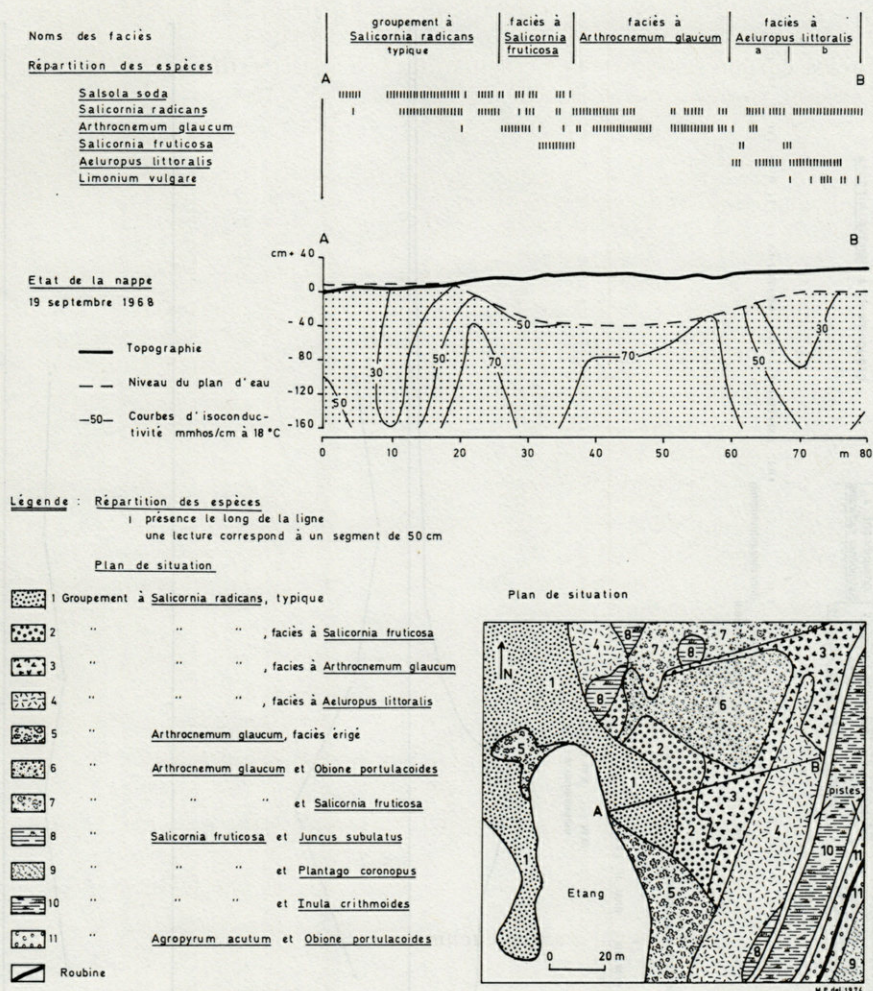 Noms des faciès
groupement à
Salicornia radicans
typique
faciès à
Salicornia
fruticosa
faciès à
Arthrocnemum glaucum
faciès à
Aeluropus littoralis
a b
Répartition des espèces
A B
Salsola soda
Salicornia radicans
Arthrocnemum glaucum
Salicornia fruticosa
Aeluropus littoralis
Limonium vulgare
A B
Etat de la nappe
19 septembre 1968
cm + 40
0
- 40
- 80
-120
-160
50 30 50 70 50 70 50 30
0 10 20 30 40 50 60 70 m 80
Topographie
Niveau du plan d'eau
—50— Courbes d'isoconduc-
tivité mmhos/cm à 18 °C
Légende : Répartition des espèces
ı présence le long de la ligne
une lecture correspond à un segment de 50 cm
Plan de situation
1 Groupement à Salicornia radicans, typique
2 " " " , faciès à Salicornia fruticosa
3 " " " , faciès à Arthrocnemum glaucum
4 " " " , faciès à Aeluropus littoralis
5 " Arthrocnemum glaucum, faciès érigé
6 " Arthrocnemum glaucum et Obione portulacoides
7 " " " et Salicornia fruticosa
8 " Salicornia fruticosa et Juncus subulatus
9 " " " et Plantago coronopus
10 " " " et Inula crithmoides
11 " Agropyrum acutum et Obione portulacoides
Roubine
Plan de situation
N
4 8 7 7 8 3
1 8 2 6
5 2 1 B
A 3 pistes
2 4 10 11
1 Etang 5 11
8 9
0 20 m
M.P. del. 1974